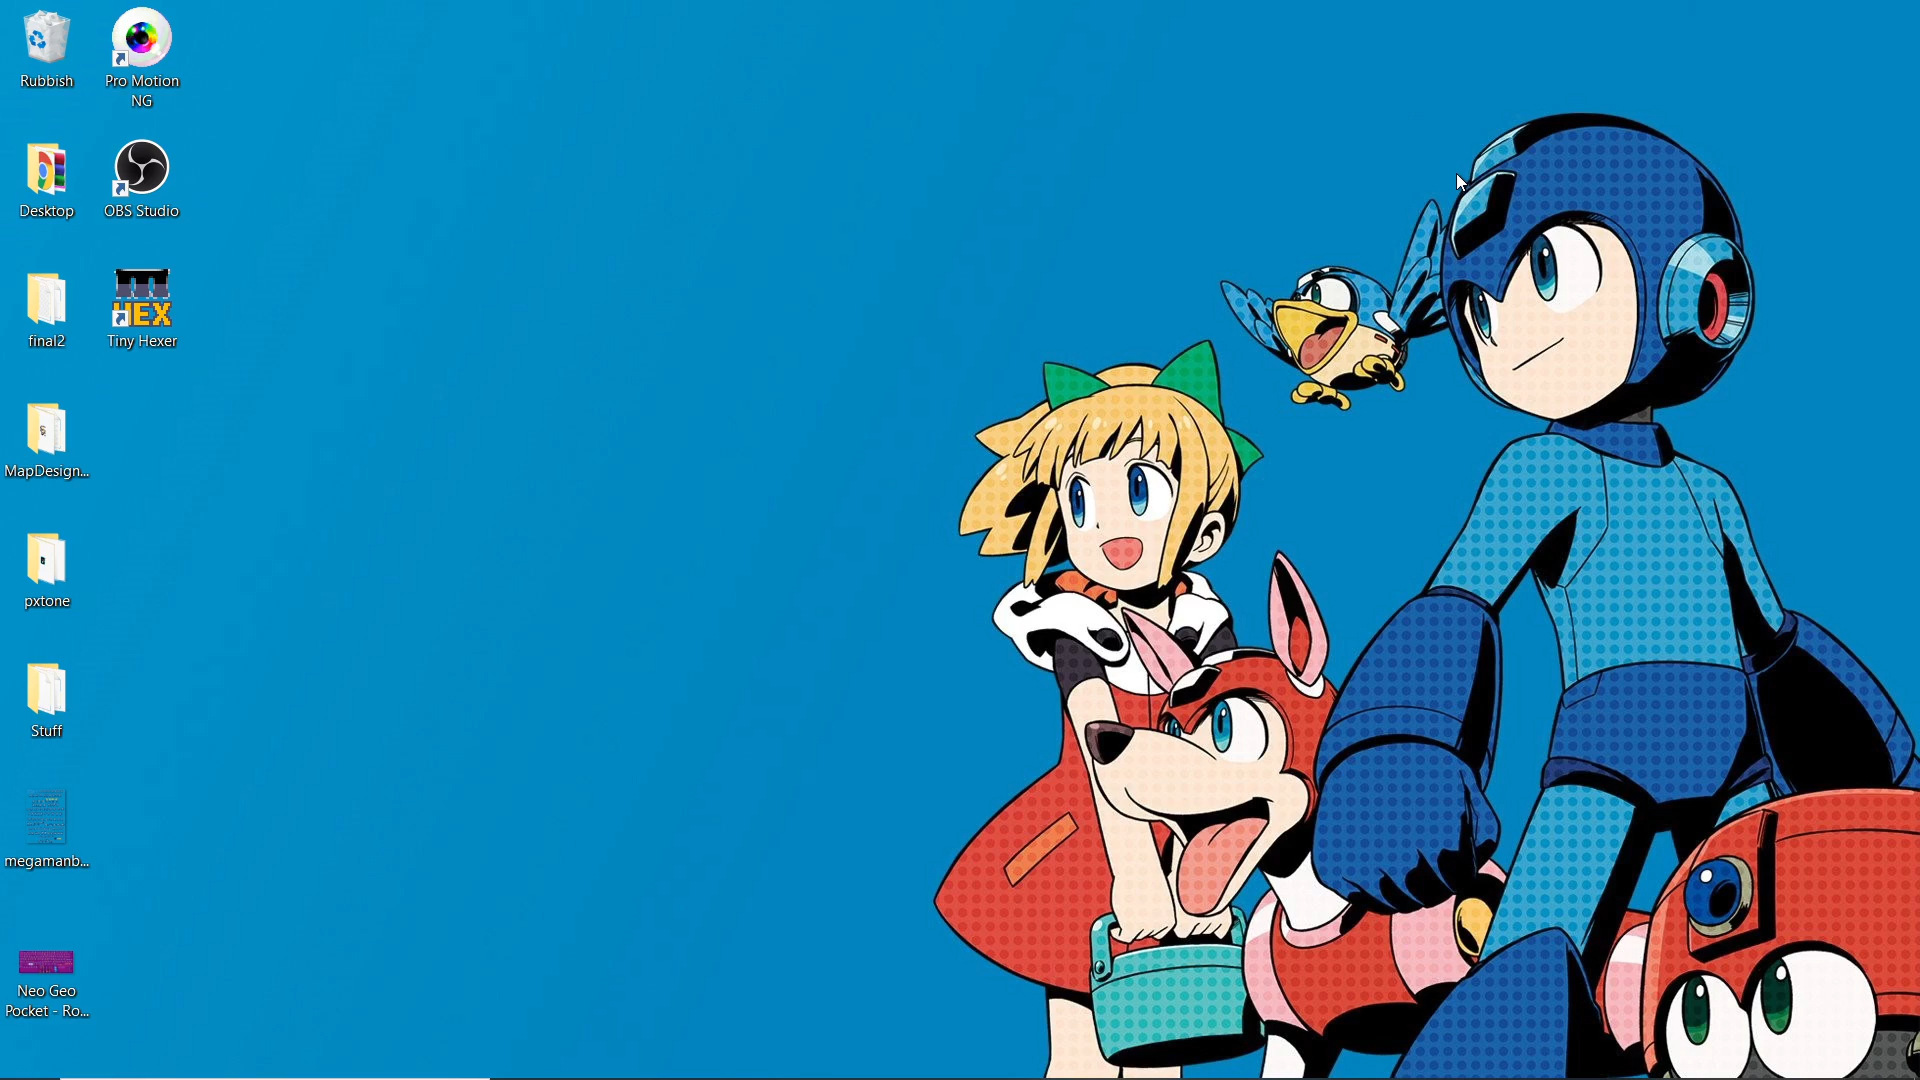 Rubbish
Pro Motion
NG
Desktop
OBS Studio
final2
HEX
Tiny Hexer
MapDesign...
pxtone
Stuff
megamanb...
Neo Geo
Pocket - Ro...